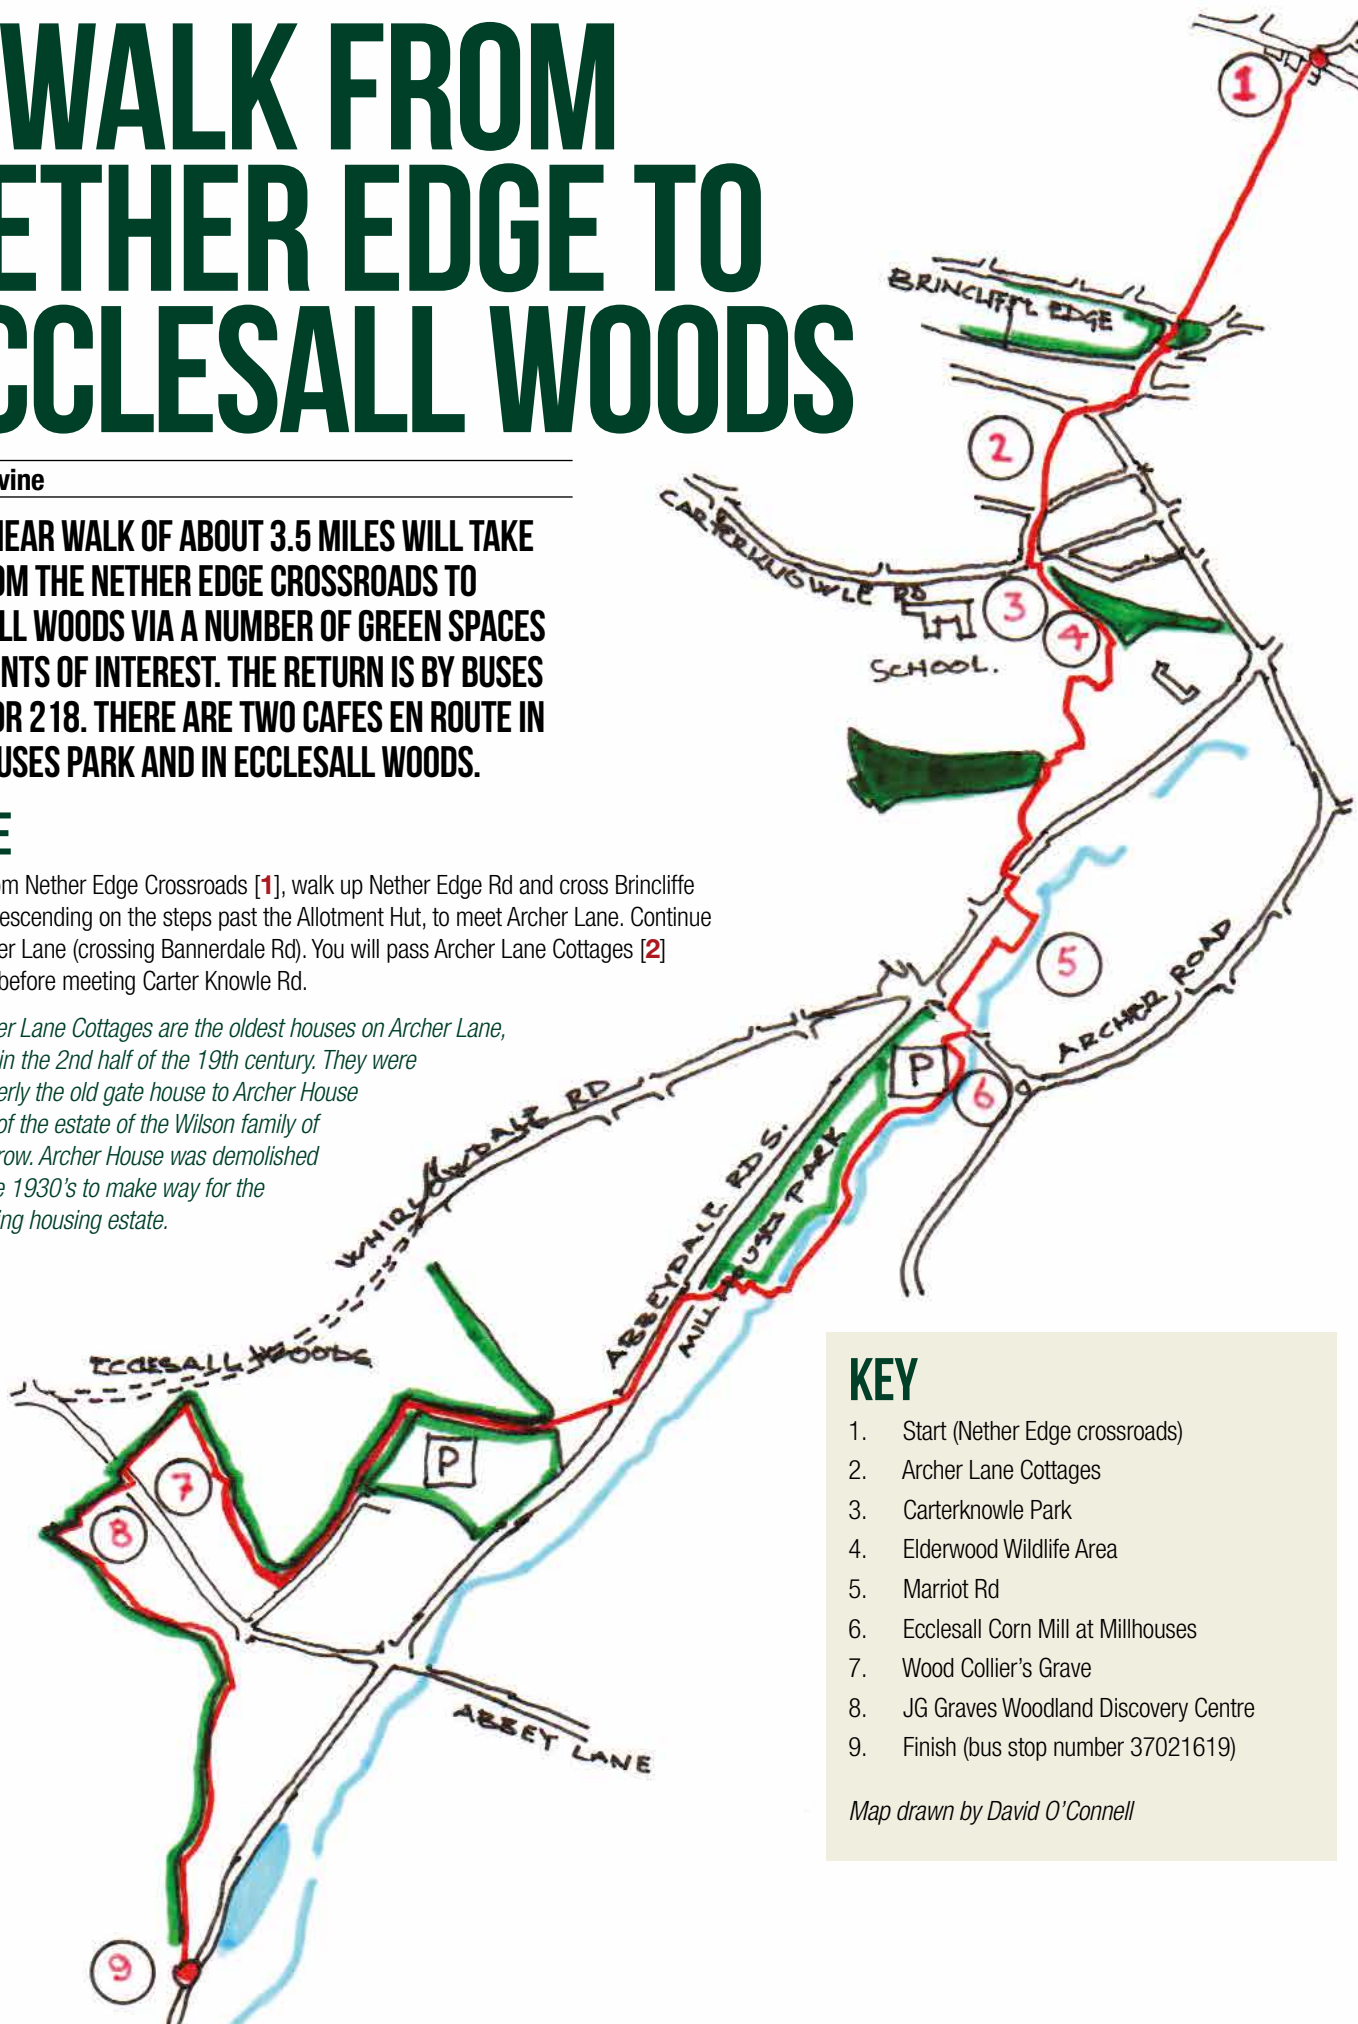 WALK FROM
ETHER EDGE TO
CCLESALL WOODS
vine
NEAR WALK OF ABOUT 3.5 MILES WILL TAKE
OM THE NETHER EDGE CROSSROADS TO
LL WOODS VIA A NUMBER OF GREEN SPACES
NTS OF INTEREST. THE RETURN IS BY BUSES
OR 218. THERE ARE TWO CAFES EN ROUTE IN
USES PARK AND IN ECCLESALL WOODS.
E
om Nether Edge Crossroads [1], walk up Nether Edge Rd and cross Brincliffe
escending on the steps past the Allotment Hut, to meet Archer Lane. Continue
er Lane (crossing Bannerdale Rd). You will pass Archer Lane Cottages [2]
before meeting Carter Knowle Rd.
er Lane Cottages are the oldest houses on Archer Lane,
in the 2nd half of the 19th century. They were
erly the old gate house to Archer House
of the estate of the Wilson family of
row. Archer House was demolished
e 1930's to make way for the
ing housing estate.
1
BRINCLIFFE EDGE
2
CARTERKNOWLE RD
3
4
SCHOOL.
5
ARCHER ROAD
P
6
WHIRLOWDALE RD
ABBEYDALE RD S.
MILLHOUSES PARK
ECCLESALL WOODS
P
7
8
ABBEY LANE
9
KEY
1. Start (Nether Edge crossroads)
2. Archer Lane Cottages
3. Carterknowle Park
4. Elderwood Wildlife Area
5. Marriot Rd
6. Ecclesall Corn Mill at Millhouses
7. Wood Collier's Grave
8. JG Graves Woodland Discovery Centre
9. Finish (bus stop number 37021619)
Map drawn by David O'Connell